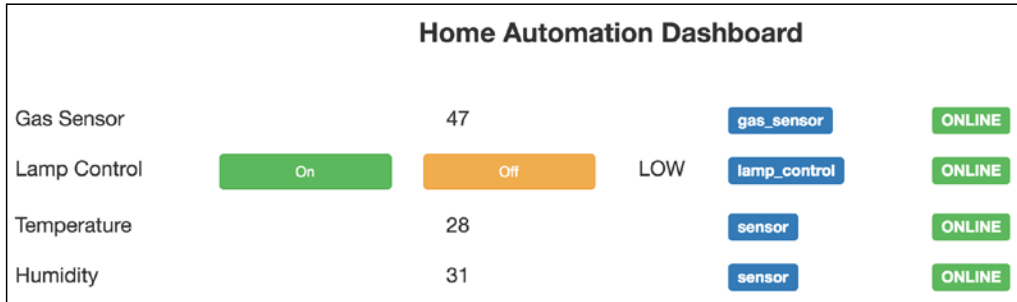 Home Automation Dashboard
Gas Sensor 47 gas_sensor ONLINE
Lamp Control On Off LOW lamp_control ONLINE
Temperature 28 sensor ONLINE
Humidity 31 sensor ONLINE